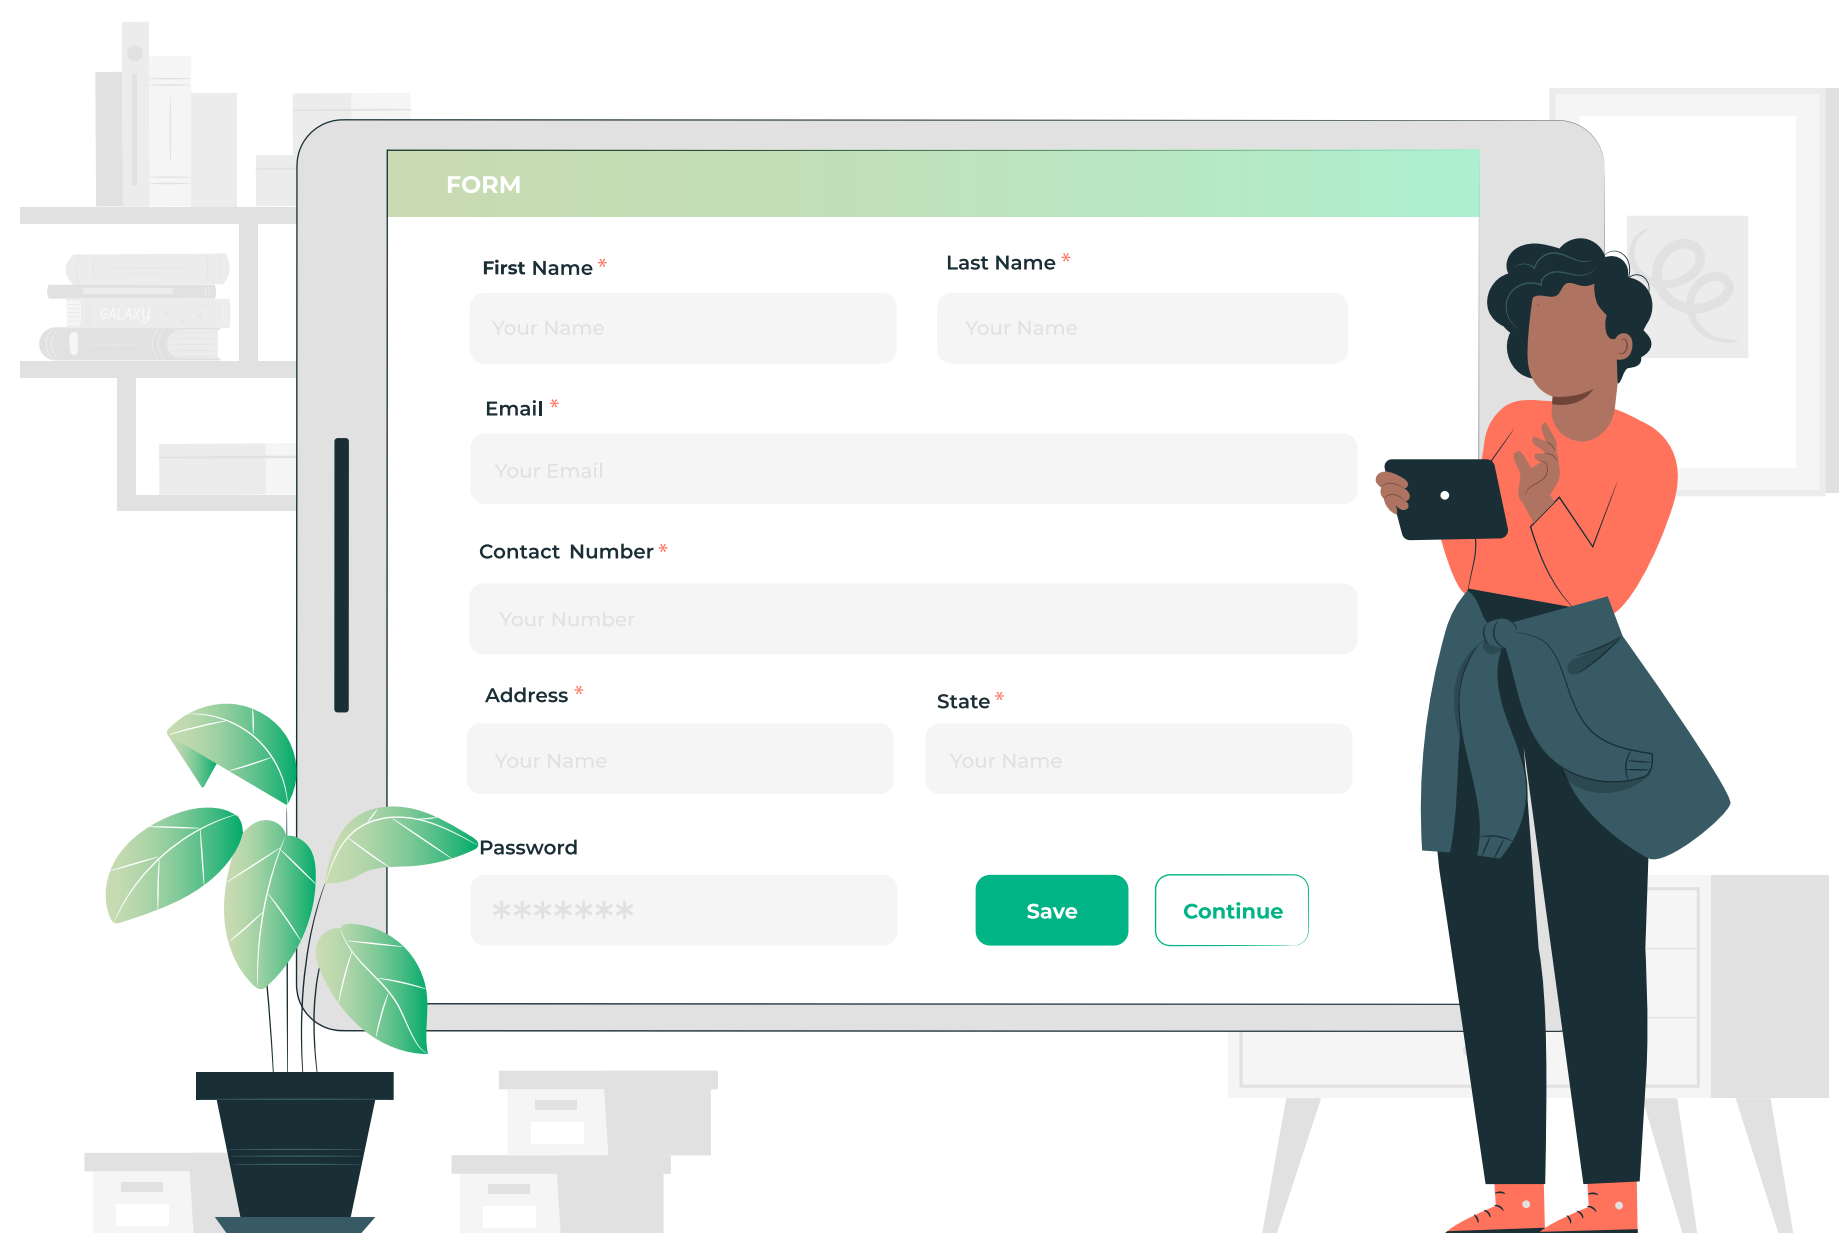 FORM
First Name * Last Name *
Your Name Your Name
GALAXY
Email *
Your Email
Contact Number *
Your Number
Address * State *
Your Name Your Name
Password
*******
Save Continue